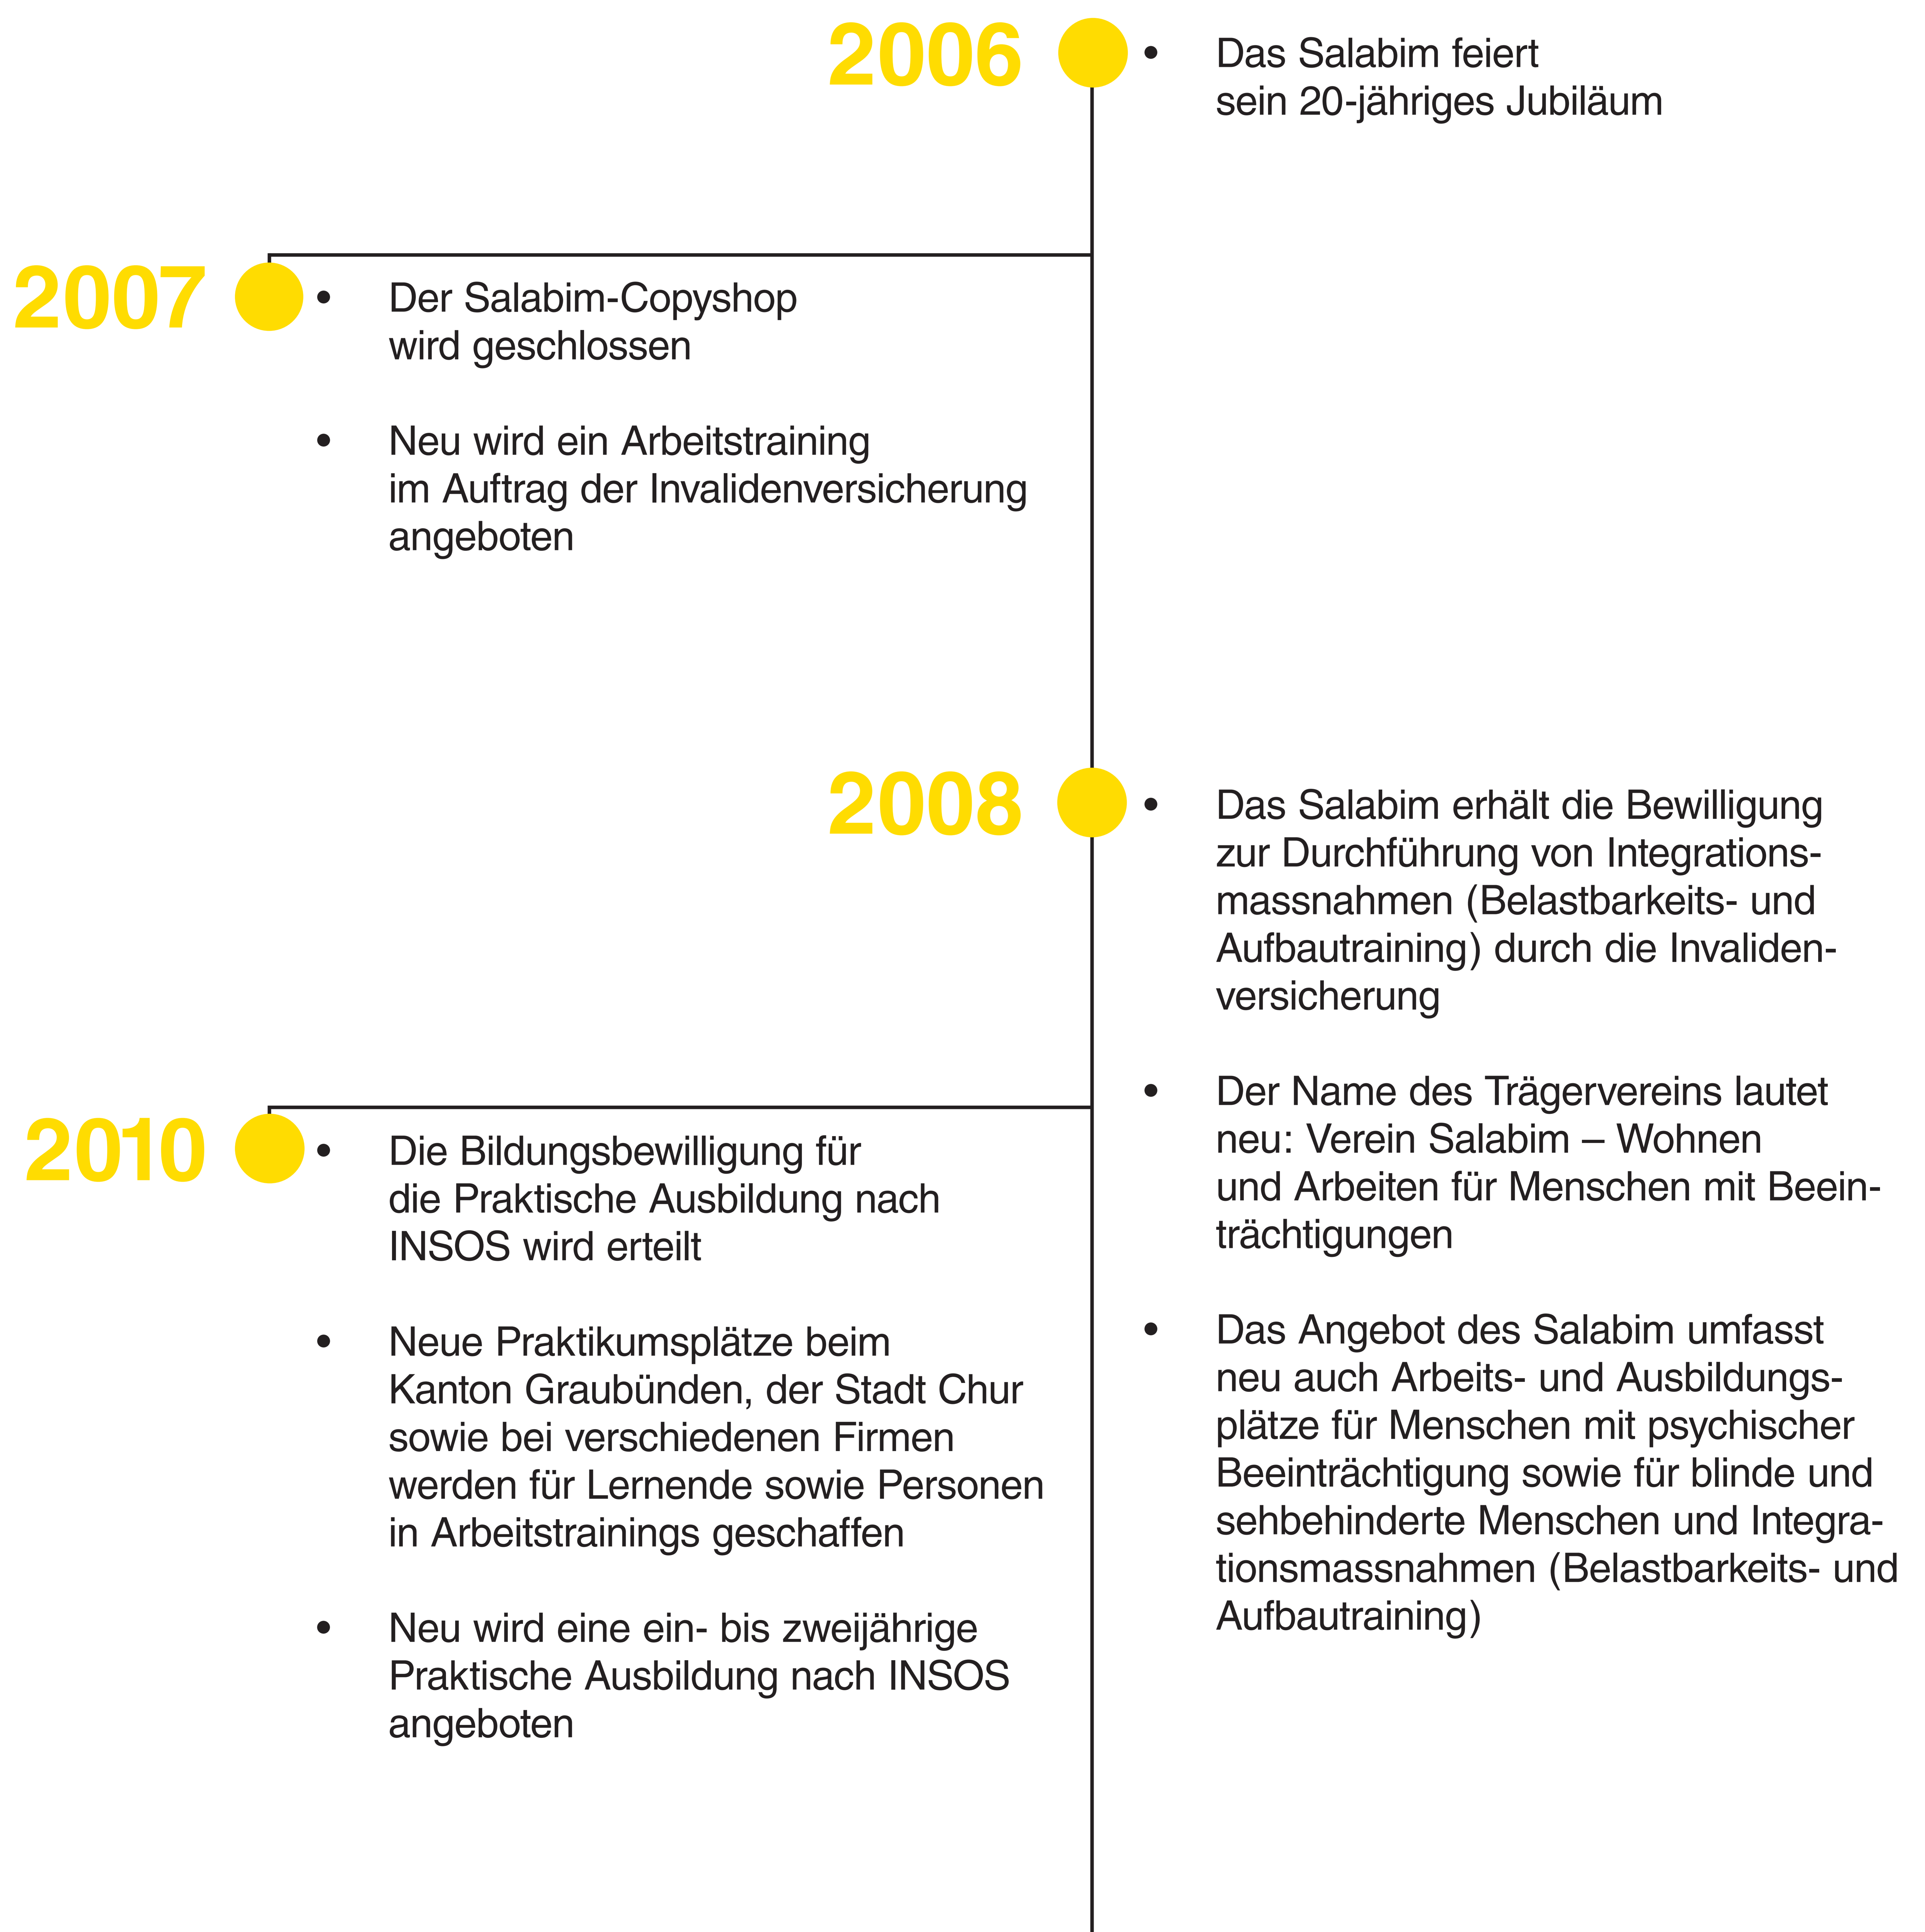 2006
• Das Salabim feiert
sein 20-jähriges Jubiläum
2007
• Der Salabim-Copyshop
wird geschlossen
• Neu wird ein Arbeitstraining
im Auftrag der Invalidenversicherung
angeboten
2008
• Das Salabim erhält die Bewilligung
zur Durchführung von Integrations-
massnahmen (Belastbarkeits- und
Aufbautraining) durch die Invaliden-
versicherung
• Der Name des Trägervereins lautet
neu: Verein Salabim – Wohnen
und Arbeiten für Menschen mit Beein-
trächtigungen
• Das Angebot des Salabim umfasst
neu auch Arbeits- und Ausbildungs-
plätze für Menschen mit psychischer
Beeinträchtigung sowie für blinde und
sehbehinderte Menschen und Integra-
tionsmassnahmen (Belastbarkeits- und
Aufbautraining)
2010
• Die Bildungsbewilligung für
die Praktische Ausbildung nach
INSOS wird erteilt
• Neue Praktikumsplätze beim
Kanton Graubünden, der Stadt Chur
sowie bei verschiedenen Firmen
werden für Lernende sowie Personen
in Arbeitstrainings geschaffen
• Neu wird eine ein- bis zweijährige
Praktische Ausbildung nach INSOS
angeboten